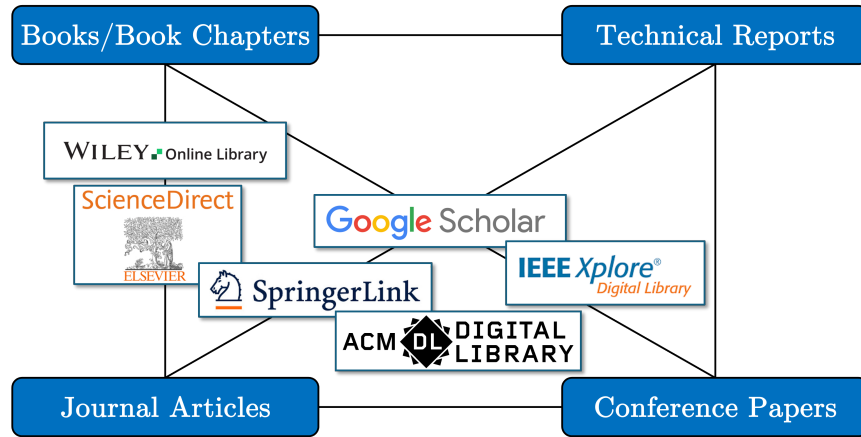 Books/Book Chapters
Technical Reports
WILEY Online Library
ScienceDirect
ELSEVIER
Google Scholar
IEEE Xplore®
Digital Library
SpringerLink
ACM DL DIGITAL
LIBRARY
Journal Articles
Conference Papers